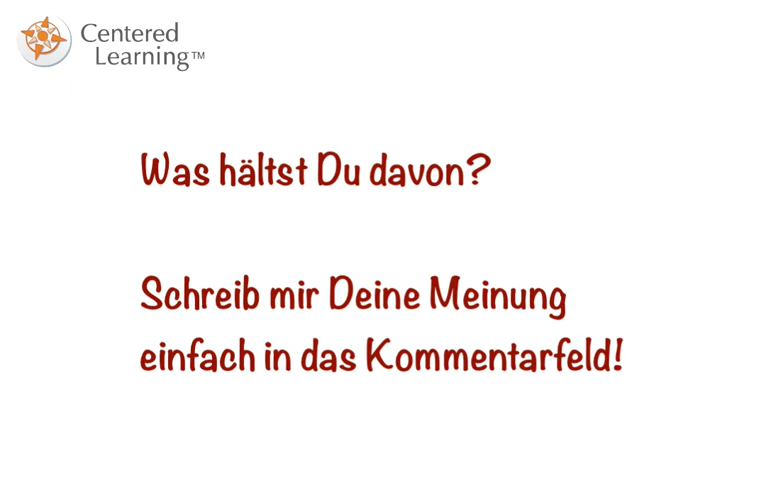 Centered
Learning™
Was hältst Du davon?
Schreib mir Deine Meinung
einfach in das Kommentarfeld!